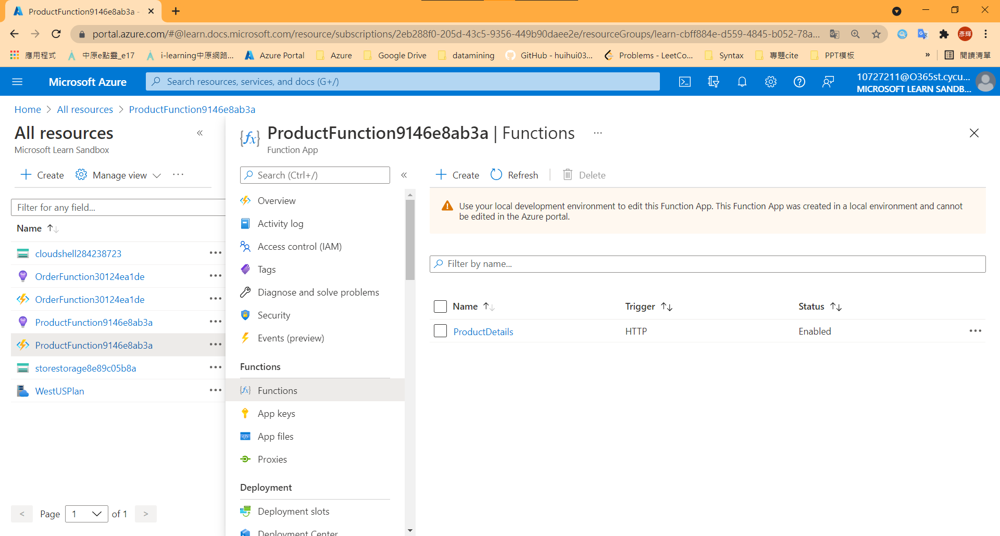 ProductFunction9146e8ab3a -
portal.azure.com/#@learn.docs.microsoft.com/resource/subscriptions/2eb288f0-205d-43c5-9356-449b90daee2e/resourceGroups/learn-cbff884e-d559-4845-b052-78a...
彥輝
應用程式 中原e點靈_e17 i-learning中原網路... Azure Portal Azure Google Drive datamining GitHub - huihui03... Problems - LeetCo... Syntax 專題cite PPT模板 » 閱讀清單
Microsoft Azure
Search resources, services, and docs (G+/)
10727211@O365st.cycu...
MICROSOFT LEARN SANDB...
Home > All resources > ProductFunction9146e8ab3a
All resources
«
Microsoft Learn Sandbox
Create Manage view ...
Filter for any field...
Name
cloudshell284238723
OrderFunction30124ea1de
OrderFunction30124ea1de
ProductFunction9146e8ab3a
ProductFunction9146e8ab3a
storestorage8e89c05b8a
WestUSPlan
< Page 1 of 1 >
{fx} ProductFunction9146e8ab3a | Functions ...
Function App
Search (Ctrl+/)
«
Overview
Activity log
Access control (IAM)
Tags
Diagnose and solve problems
Security
Events (preview)
Functions
{fx} Functions
App keys
App files
Proxies
Deployment
Deployment slots
Deployment Center
Create Refresh Delete
Use your local development environment to edit this Function App. This Function App was created in a local environment and cannot
be edited in the Azure portal.
Filter by name...
Name Trigger Status
ProductDetails HTTP Enabled